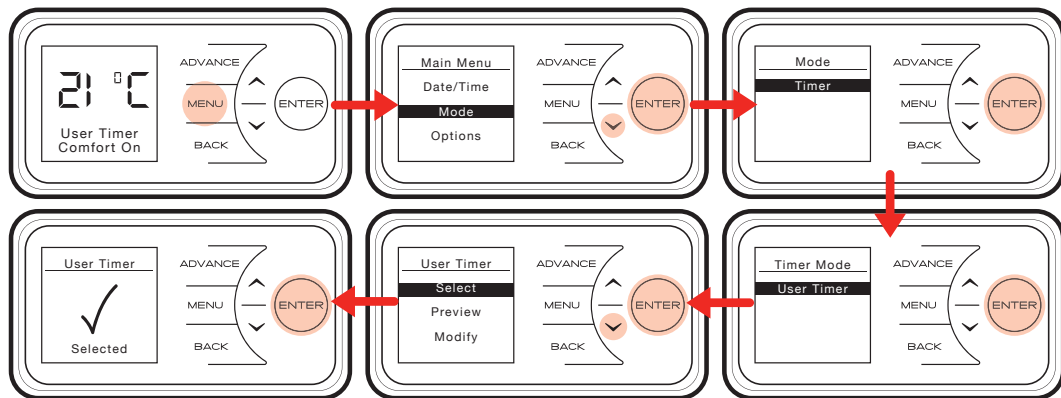 21 °C
User Timer
Comfort On
ADVANCE
MENU
BACK
ENTER
Main Menu
Date/Time
Mode
Options
ADVANCE
MENU
BACK
ENTER
Mode
Timer
ADVANCE
MENU
BACK
ENTER
User Timer
Selected
ADVANCE
MENU
BACK
ENTER
User Timer
Select
Preview
Modify
ADVANCE
MENU
BACK
ENTER
Timer Mode
User Timer
ADVANCE
MENU
BACK
ENTER